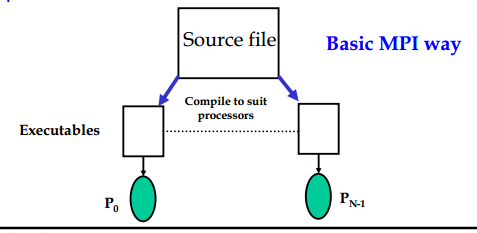 Source file
Basic MPI way
Compile to suit
processors
Executables
P0
PN-1